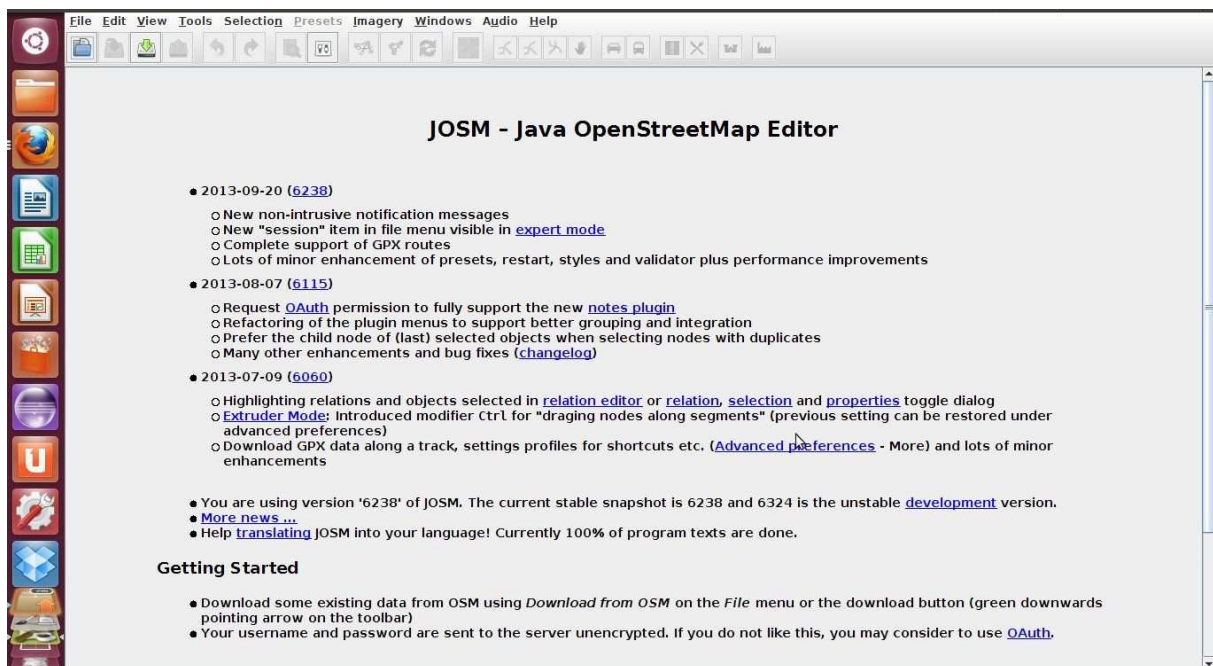 File Edit View Tools Selection Presets Imagery Windows Audio Help
JOSM - Java OpenStreetMap Editor
2013-09-20 (6238)
New non-intrusive notification messages
New "session" item in file menu visible in expert mode
Complete support of GPX routes
Lots of minor enhancement of presets, restart, styles and validator plus performance improvements
2013-08-07 (6115)
Request OAuth permission to fully support the new notes plugin
Refactoring of the plugin menus to support better grouping and integration
Prefer the child node of (last) selected objects when selecting nodes with duplicates
Many other enhancements and bug fixes (changelog)
2013-07-09 (6060)
Highlighting relations and objects selected in relation editor or relation, selection and properties toggle dialog
Extruder Mode: Introduced modifier Ctrl for "draging nodes along segments" (previous setting can be restored under
advanced preferences)
Download GPX data along a track, settings profiles for shortcuts etc. (Advanced preferences - More) and lots of minor
enhancements
You are using version '6238' of JOSM. The current stable snapshot is 6238 and 6324 is the unstable development version.
More news ...
Help translating JOSM into your language! Currently 100% of program texts are done.
Getting Started
Download some existing data from OSM using Download from OSM on the File menu or the download button (green downwards
pointing arrow on the toolbar)
Your username and password are sent to the server unencrypted. If you do not like this, you may consider to use OAuth.